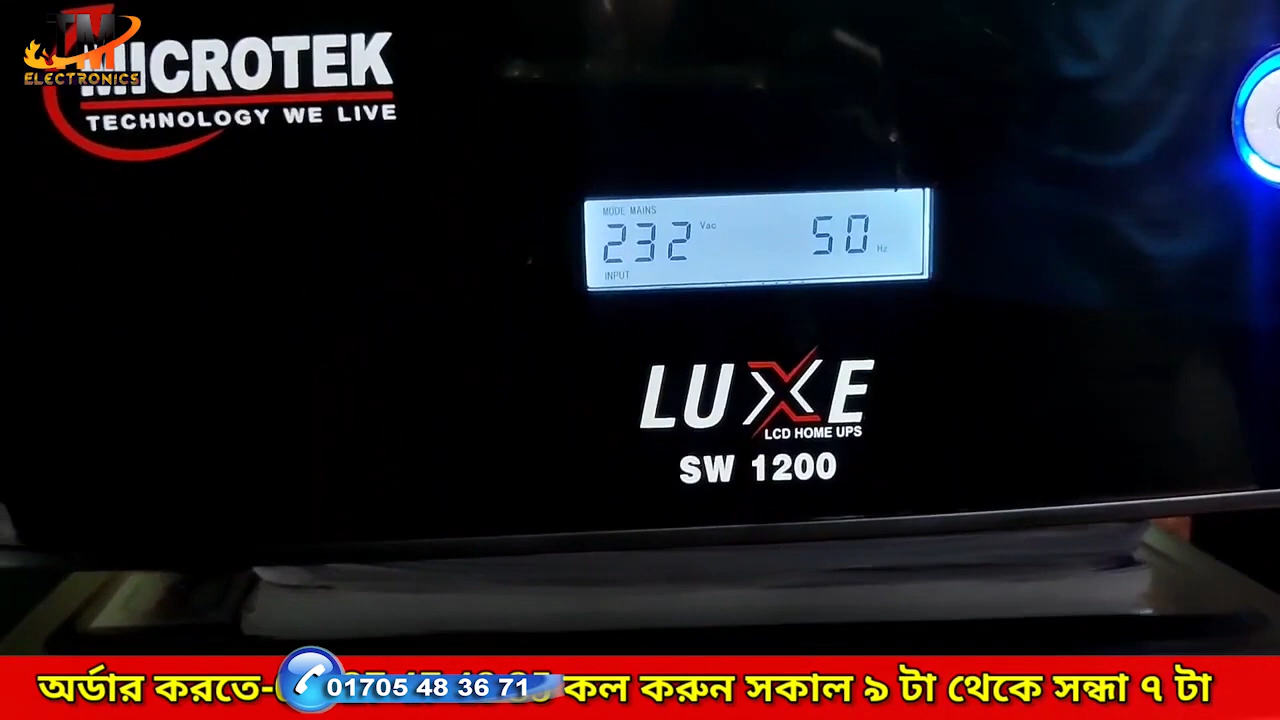 TM
ELECTRONICS
MICROTEK
TECHNOLOGY WE LIVE
MODE MAINS
232 Vac 50 Hz
INPUT
LUXE
LCD HOME UPS
SW 1200
অর্ডার করতে- 01705 48 36 71 কল করুন সকাল ৯ টা থেকে সন্ধা ৭ টা